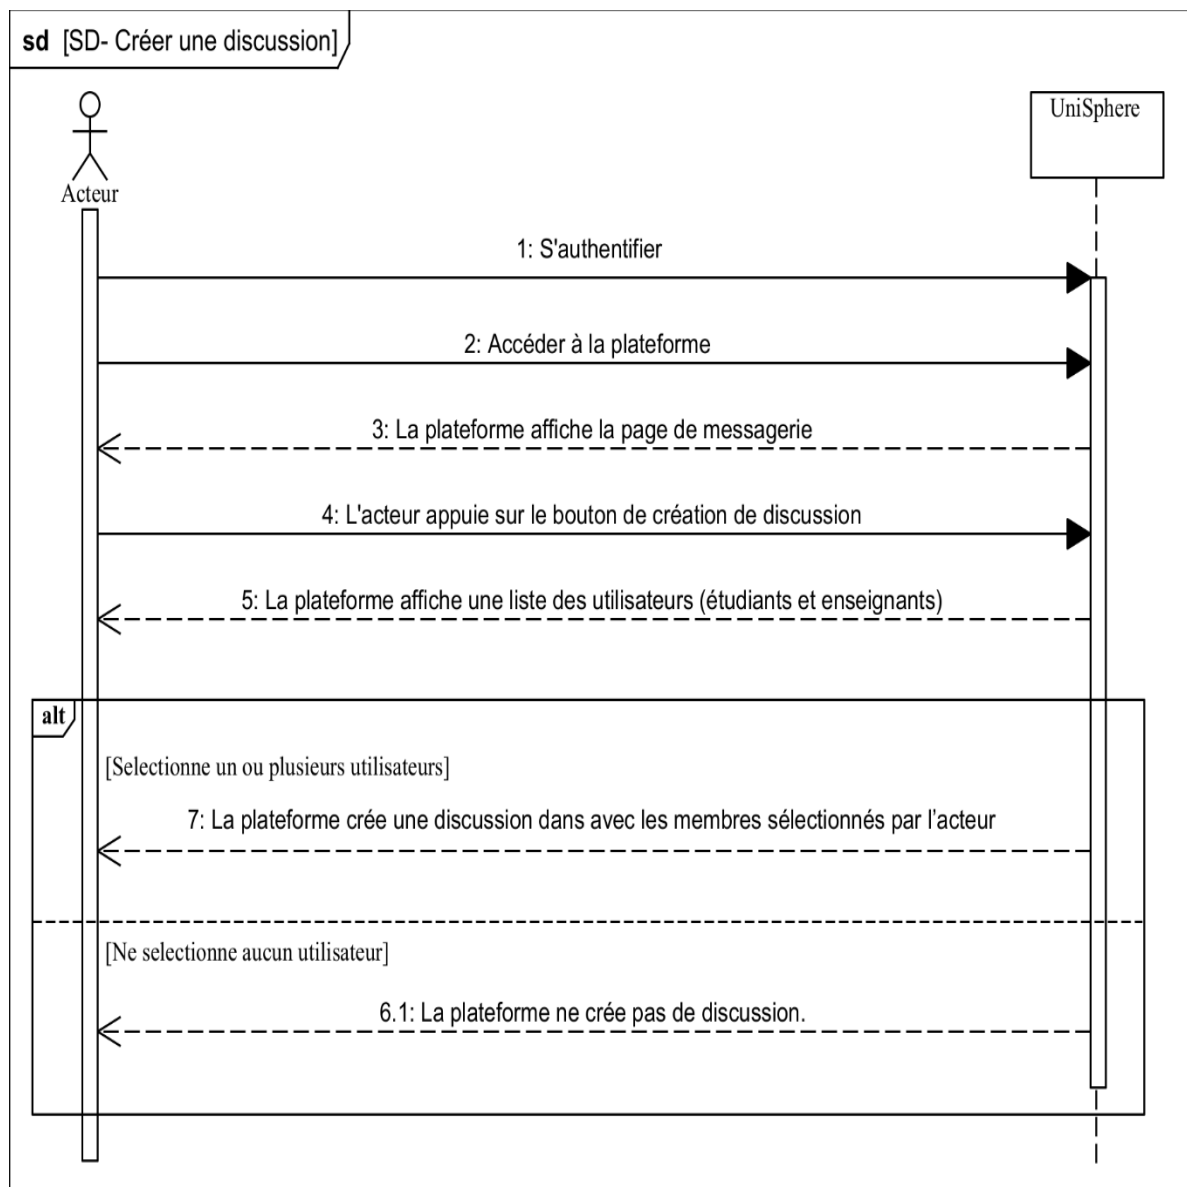 sd [SD- Créer une discussion]
UniSphere
Acteur
1: S'authentifier
2: Accéder à la plateforme
3: La plateforme affiche la page de messagerie
4: L'acteur appuie sur le bouton de création de discussion
5: La plateforme affiche une liste des utilisateurs (étudiants et enseignants)
alt
[Selectionne un ou plusieurs utilisateurs]
7: La plateforme crée une discussion dans avec les membres sélectionnés par l’acteur
[Ne selectionne aucun utilisateur]
6.1: La plateforme ne crée pas de discussion.